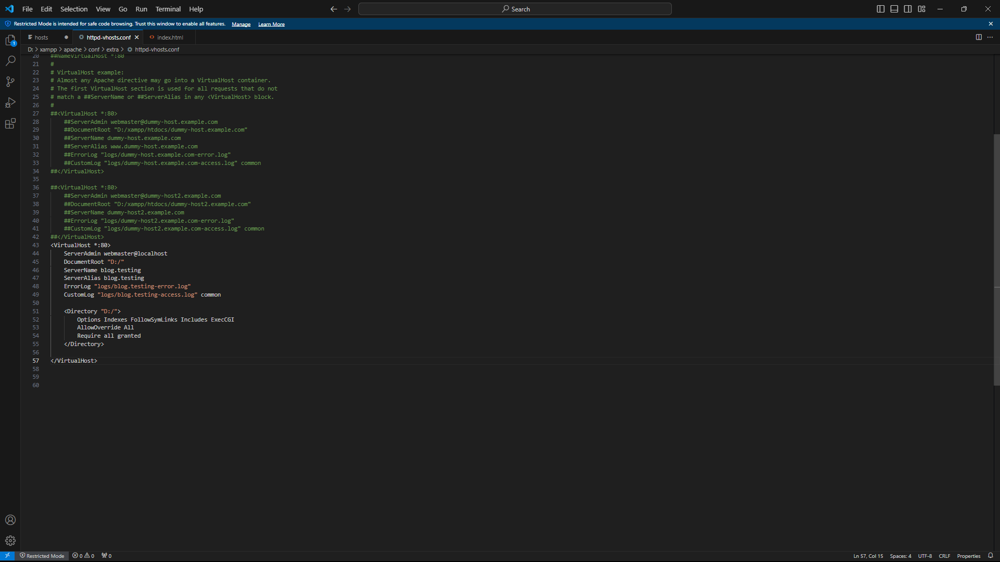 File Edit Selection View Go Run Terminal Help
Search
Restricted Mode is intended for safe code browsing. Trust this window to enable all features. Manage Learn More
hosts
httpd-vhosts.conf
index.html
D: > xampp > apache > conf > extra > httpd-vhosts.conf
20 ##NameVirtualHost *:80
21 #
22 # VirtualHost example:
23 # Almost any Apache directive may go into a VirtualHost container.
24 # The first VirtualHost section is used for all requests that do not
25 # match a ##ServerName or ##ServerAlias in any <VirtualHost> block.
26 #
27 ##<VirtualHost *:80>
28 ##ServerAdmin webmaster@dummy-host.example.com
29 ##DocumentRoot "D:/xampp/htdocs/dummy-host.example.com"
30 ##ServerName dummy-host.example.com
31 ##ServerAlias www.dummy-host.example.com
32 ##ErrorLog "logs/dummy-host.example.com-error.log"
33 ##CustomLog "logs/dummy-host.example.com-access.log" common
34 ##</VirtualHost>
35
36 ##<VirtualHost *:80>
37 ##ServerAdmin webmaster@dummy-host2.example.com
38 ##DocumentRoot "D:/xampp/htdocs/dummy-host2.example.com"
39 ##ServerName dummy-host2.example.com
40 ##ErrorLog "logs/dummy-host2.example.com-error.log"
41 ##CustomLog "logs/dummy-host2.example.com-access.log" common
42 ##</VirtualHost>
43 <VirtualHost *:80>
44 ServerAdmin webmaster@localhost
45 DocumentRoot "D:/"
46 ServerName blog.testing
47 ServerAlias blog.testing
48 ErrorLog "logs/blog.testing-error.log"
49 CustomLog "logs/blog.testing-access.log" common
50
51 <Directory "D:/">
52 Options Indexes FollowSymLinks Includes ExecCGI
53 AllowOverride All
54 Require all granted
55 </Directory>
56
57 </VirtualHost>
58
59
60
1
Restricted Mode 0 0 0
Ln 57, Col 15 Spaces: 4 UTF-8 CRLF Properties